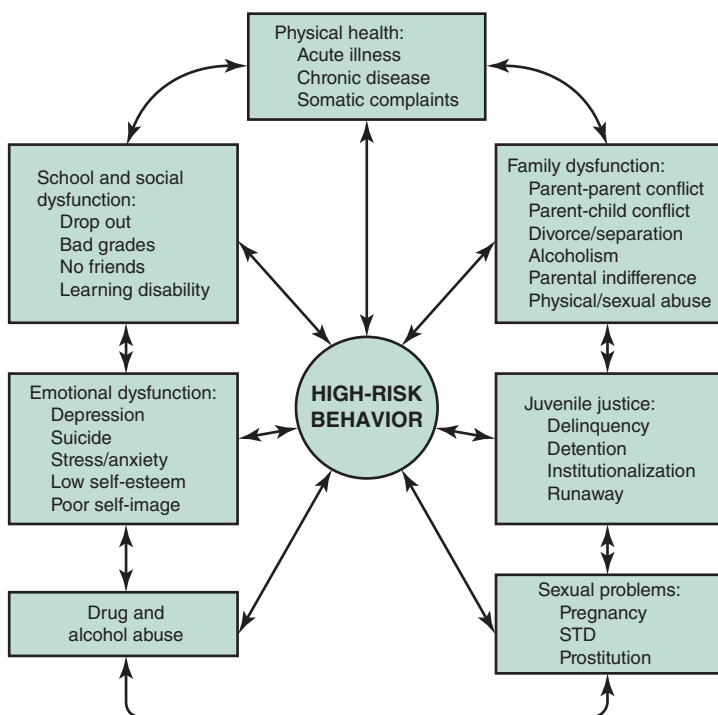 Physical health:
Acute illness
Chronic disease
Somatic complaints
School and social
dysfunction:
Drop out
Bad grades
No friends
Learning disability
Family dysfunction:
Parent-parent conflict
Parent-child conflict
Divorce/separation
Alcoholism
Parental indifference
Physical/sexual abuse
HIGH-RISK
BEHAVIOR
Emotional dysfunction:
Depression
Suicide
Stress/anxiety
Low self-esteem
Poor self-image
Juvenile justice:
Delinquency
Detention
Institutionalization
Runaway
Drug and
alcohol abuse
Sexual problems:
Pregnancy
STD
Prostitution